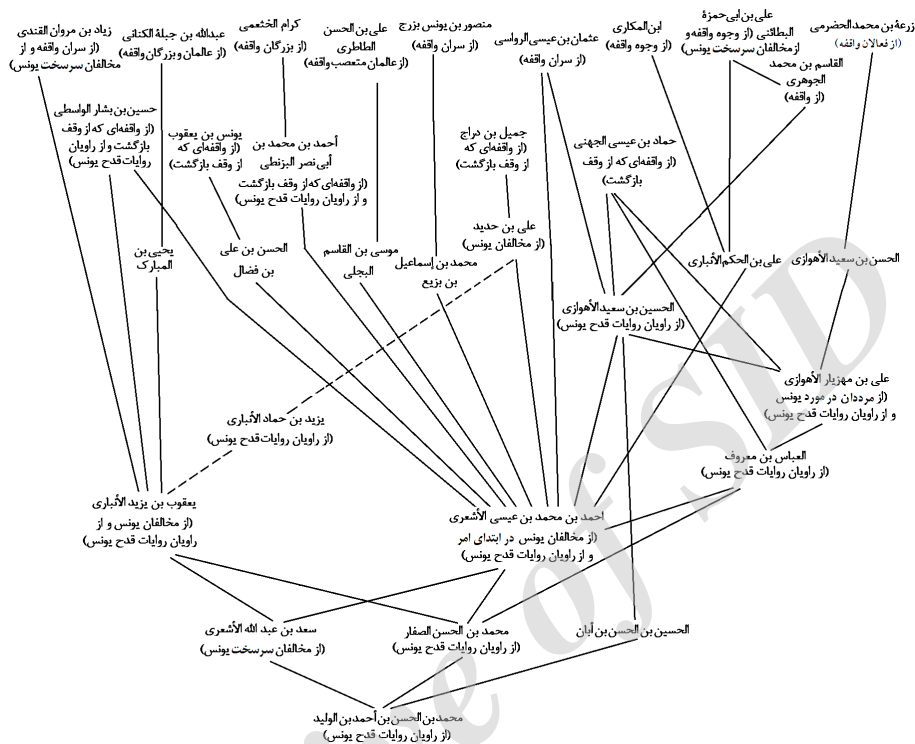 زرعة بن محمد الحضرمی
(از فعالان واقفه)
علی بن ابی حمزة
البطائنی (از وجوه واقفه و
از مخالفان سرسخت یونس)
القاسم بن محمد
الجوهری
(از واقفه)
ابن المکاری
(از وجوه واقفه)
عثمان بن عیسی الرواسی
(از سران واقفه)
منصور بن یونس بزرج
(از سران واقفه)
علی بن الحسن
الطاطری
(از عالمان متعصب واقفه)
کرام الخثعمی
(از بزرگان واقفه)
عبدالله بن جبلة الکنانی
(از عالمان و بزرگان واقفه)
زیاد بن مروان القندی
(از سران واقفه و از
مخالفان سرسخت یونس)
حماد بن عیسی الجهنی
(از واقفه‌ای که از وقف
بازگشت)
جمیل بن دراج
(از واقفه‌ای که
از وقف بازگشت)
أحمد بن محمد بن
أبی نصر البزنطی
(از واقفه‌ای که از وقف بازگشت
و از راویان روایات قدح یونس)
یونس بن یعقوب
(از واقفه‌ای که
از وقف بازگشت)
حسین بن بشار الواسطی
(از واقفه‌ای که از وقف
بازگشت و از راویان
روایات قدح یونس)
الحسن بن سعید الأهوازی
علی بن الحکم الأنباری
علی بن حدید
(از مخالفان یونس)
محمد بن إسماعیل
بن بزیع
موسی بن القاسم
البجلی
الحسن بن علی
بن فضال
یحیی بن
المبارک
الحسین بن سعید الأهوازی
(از راویان روایات قدح یونس)
علی بن مهزیار الأهوازی
(از مرددان در مورد یونس
و از راویان روایات قدح یونس)
یزید بن حماد الأنباری
(از راویان روایات قدح یونس)
العباس بن معروف
(از راویان روایات قدح یونس)
احمد بن محمد بن عیسی الأشعری
(از مخالفان یونس در ابتدای امر
و از راویان روایات قدح یونس)
یعقوب بن یزید الأنباری
(از مخالفان یونس و از
راویان روایات قدح یونس)
الحسین بن الحسن بن أبان
محمد بن الحسن الصفار
(از راویان روایات قدح یونس)
سعد بن عبد الله الأشعری
(از مخالفان سرسخت یونس)
محمد بن الحسن بن أحمد بن الولید
(از راویان روایات قدح یونس)
ive of SID